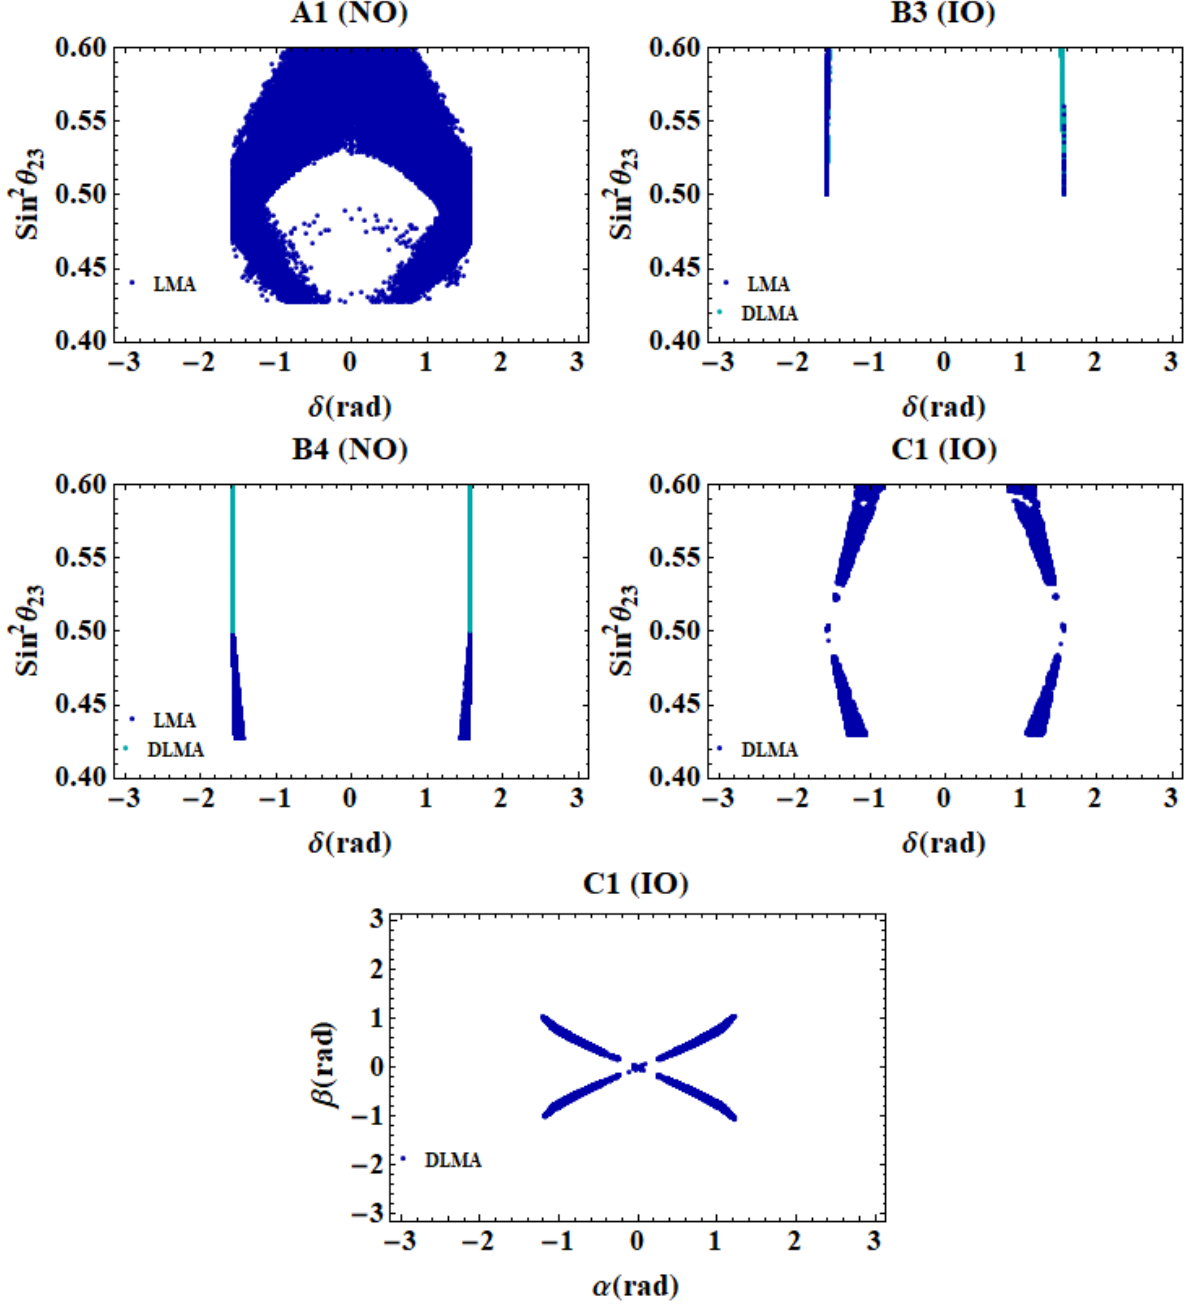 A1 (NO)
0.60
0.55
0.50
0.45
0.40
Sin²θ₂₃
LMA
−3 −2 −1 0 1 2 3
δ(rad)
B3 (IO)
0.60
0.55
0.50
0.45
0.40
Sin²θ₂₃
LMA
DLMA
−3 −2 −1 0 1 2 3
δ(rad)
B4 (NO)
0.60
0.55
0.50
0.45
0.40
Sin²θ₂₃
LMA
DLMA
−3 −2 −1 0 1 2 3
δ(rad)
C1 (IO)
0.60
0.55
0.50
0.45
0.40
Sin²θ₂₃
DLMA
−3 −2 −1 0 1 2 3
δ(rad)
C1 (IO)
3
2
1
0
−1
−2
−3
β(rad)
DLMA
−3 −2 −1 0 1 2 3
α(rad)